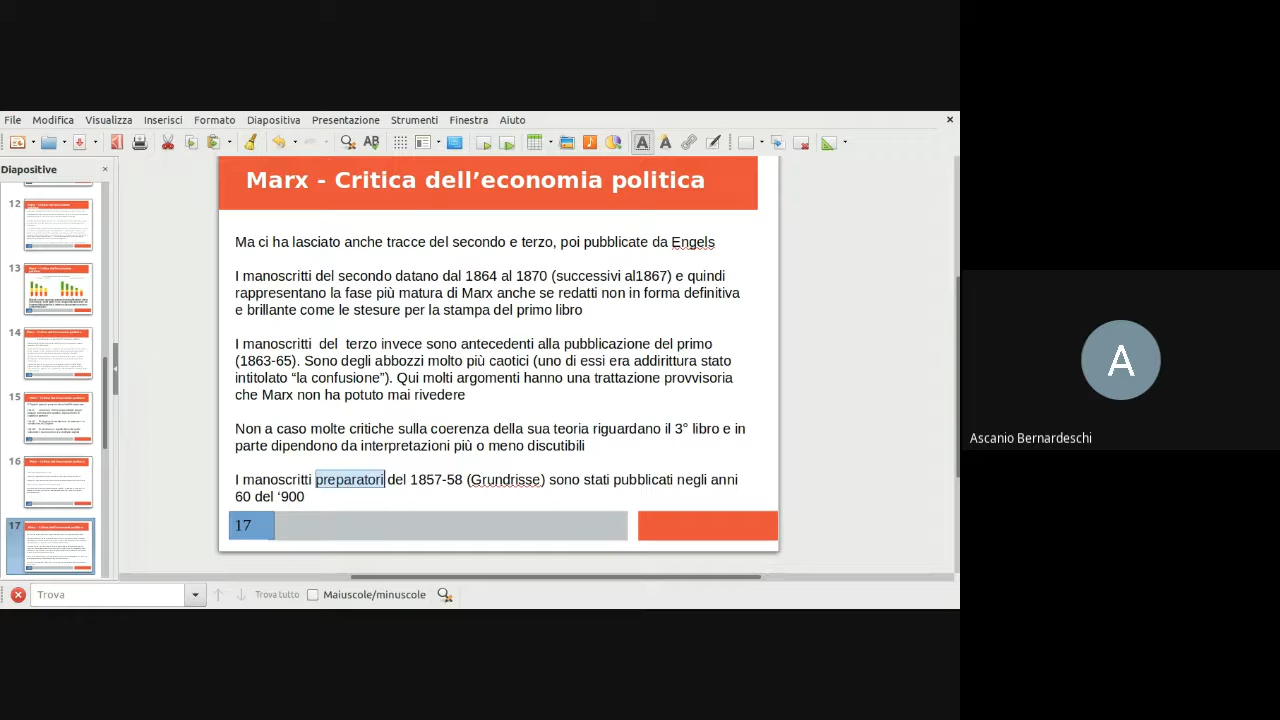 File Modifica Visualizza Inserisci Formato Diapositiva Presentazione Strumenti Finestra Aiuto
Diapositive
12
13
14
15
16
17
Marx - Critica dell’economia politica
Ma ci ha lasciato anche tracce del secondo e terzo, poi pubblicate da Engels
I manoscriti del secondo datano dal 1864 al 1870 (successivi al1867) e quindi
rappresentano la fase più matura di Marx anche se redatti non in forma definitiva
e brillante come le stesure per la stampa del primo libro
I manoscritti del terzo invece sono antecedenti alla pubblicazione del primo
(1863-65). Sono degli abbozzi molto problematici (uno di essi era addirittura stato
intitolato “la confusione”). Qui molti argomenti hanno una trattazione provvisoria
che Marx non ha potuto mai rivedere
Non a caso molte critiche sulla coerenza della sua teoria riguardano il 3° libro e in
parte dipendono da interpretazioni più o meno discutibili
I manoscritti preparatori del 1857-58 (Grundrisse) sono stati pubblicati negli anni
60 del ‘900
17
Trova Trova tutto Maiuscole/minuscole
A
Ascanio Bernardeschi